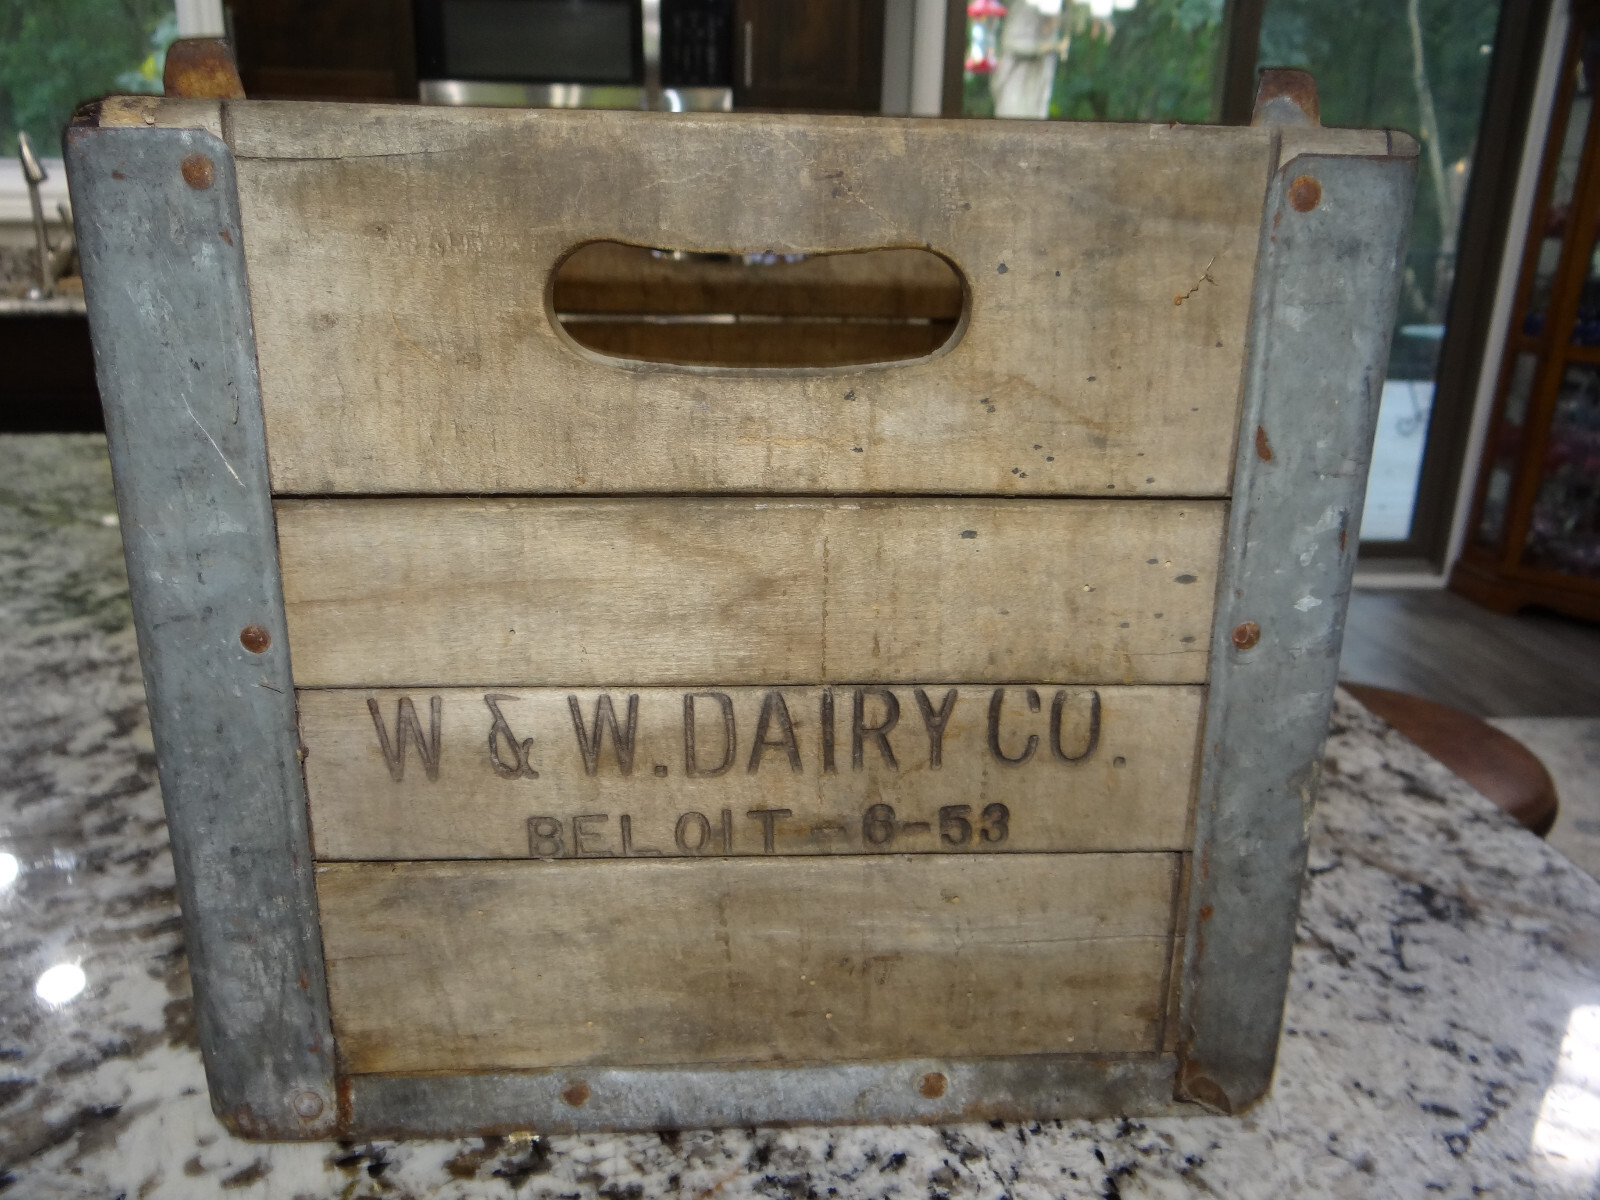 W & W. DAIRY CO.
BELOIT - 6-53